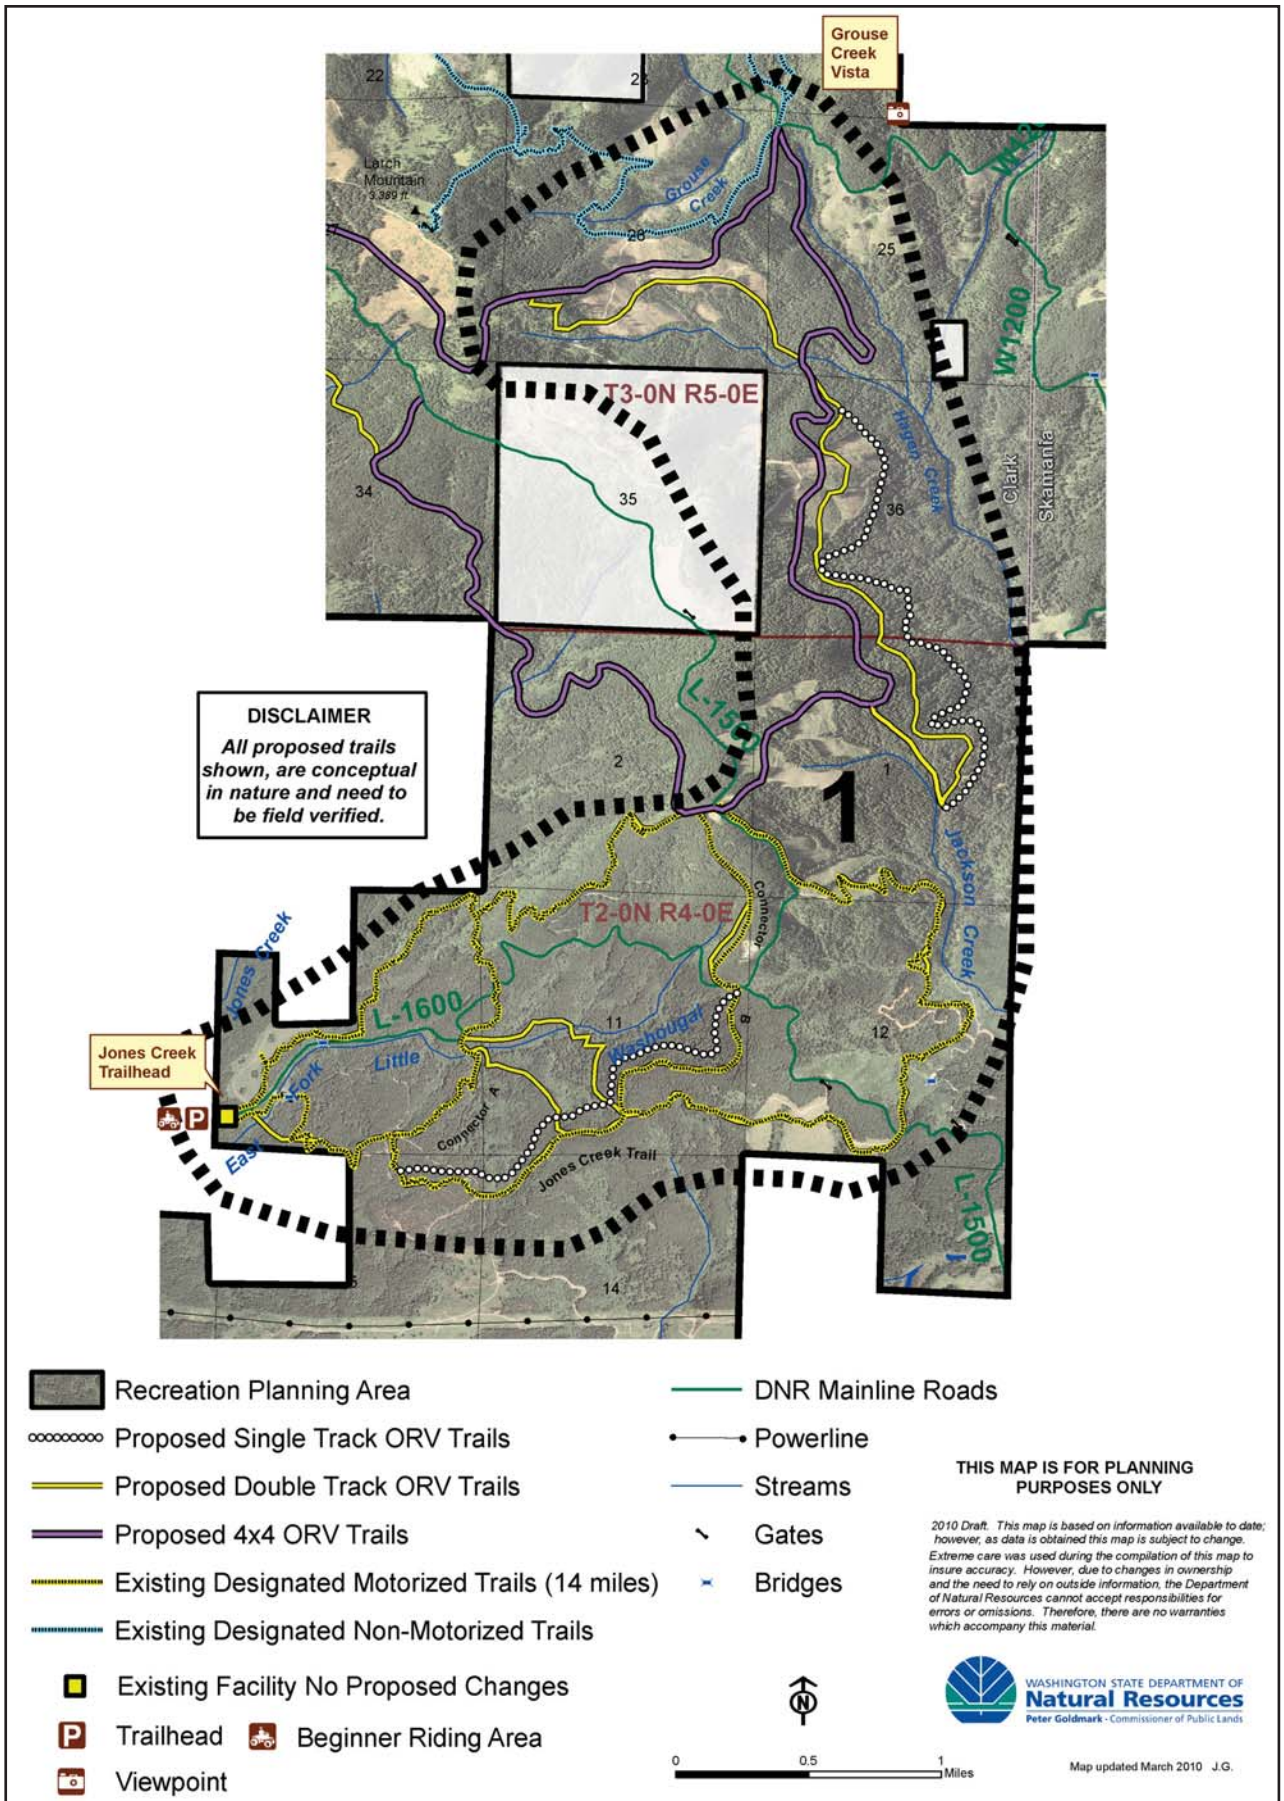 Grouse
Creek
Vista
22
23
W12
Larch
Mountain
3,389 ft.
Grouse
Creek
27
26
25
W1200
T3-0N R5-0E
Hagen Creek
Clark
Skamania
34
35
36
L-1500
DISCLAIMER
All proposed trails
shown, are conceptual
in nature and need to
be field verified.
2
1
1
Jackson Creek
Connector
T2-0N R4-0E
Jones Creek
L-1600
11
Washougal
B
12
Jones Creek
Trailhead
Little
Fork
East
P
Connector A
Jones Creek Trail
L-1500
14
Recreation Planning Area
Proposed Single Track ORV Trails
Proposed Double Track ORV Trails
Proposed 4x4 ORV Trails
Existing Designated Motorized Trails (14 miles)
Existing Designated Non-Motorized Trails
Existing Facility No Proposed Changes
P Trailhead
Beginner Riding Area
Viewpoint
DNR Mainline Roads
Powerline
Streams
Gates
Bridges
THIS MAP IS FOR PLANNING
PURPOSES ONLY
2010 Draft. This map is based on information available to date;
however, as data is obtained this map is subject to change.
Extreme care was used during the compilation of this map to
insure accuracy. However, due to changes in ownership
and the need to rely on outside information, the Department
of Natural Resources cannot accept responsibilities for
errors or omissions. Therefore, there are no warranties
which accompany this material.
N
WASHINGTON STATE DEPARTMENT OF
Natural Resources
Peter Goldmark - Commissioner of Public Lands
0 0.5 1
Miles
Map updated March 2010 J.G.